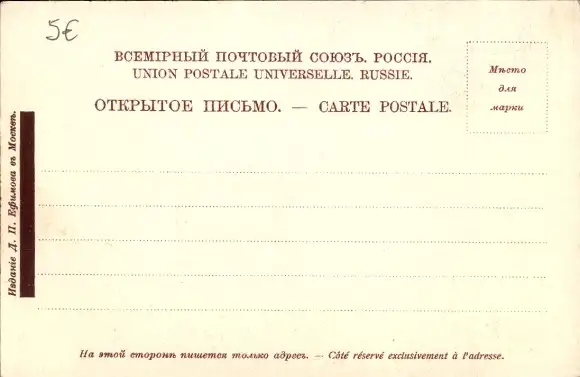 5€
ВСЕМІРНЫЙ ПОЧТОВЫЙ СОЮЗЪ. РОССІЯ.
UNION POSTALE UNIVERSELLE. RUSSIE.
ОТКРЫТОЕ ПИСЬМО. — CARTE POSTALE.
Мѣсто
для
марки
Изданіе Д. П. Ефимова въ Москвѣ.
На этой сторонѣ пишется только адресъ. — Côté réservé exclusivement à l'adresse.